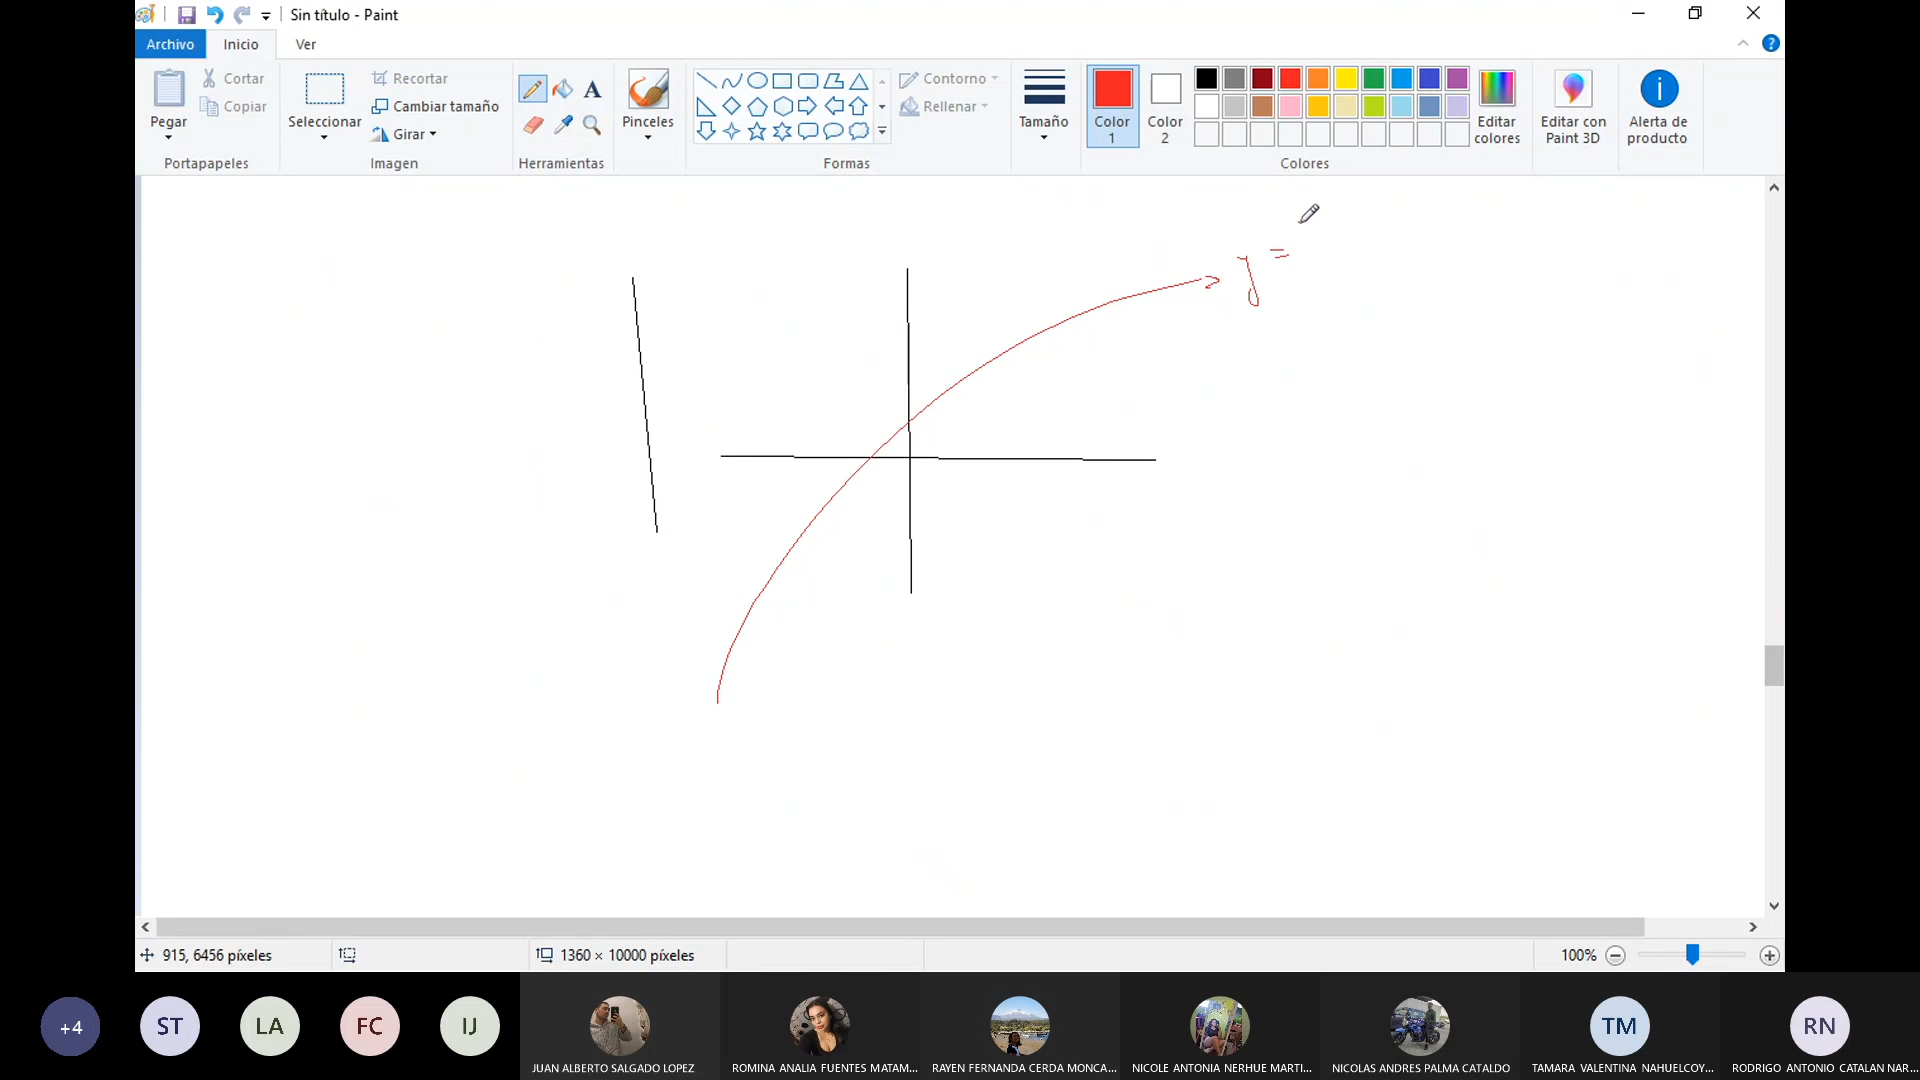 Sin título - Paint
Archivo Inicio Ver
Pegar
Cortar
Copiar
Portapapeles
Seleccionar
Recortar
Cambiar tamaño
Girar
Imagen
A
Herramientas
Pinceles
Contorno
Rellenar
Formas
Tamaño
Color 1
Color 2
Editar colores
Colores
Editar con Paint 3D
Alerta de producto
y =
915, 6456 píxeles
1360 × 10000 píxeles
100%
+4 ST LA FC IJ TM RN
JUAN ALBERTO SALGADO LOPEZ
ROMINA ANALIA FUENTES MATAM...
RAYEN FERNANDA CERDA MONCA...
NICOLE ANTONIA NERHUE MARTI...
NICOLAS ANDRES PALMA CATALDO
TAMARA VALENTINA NAHUELCOY...
RODRIGO ANTONIO CATALAN NAR...